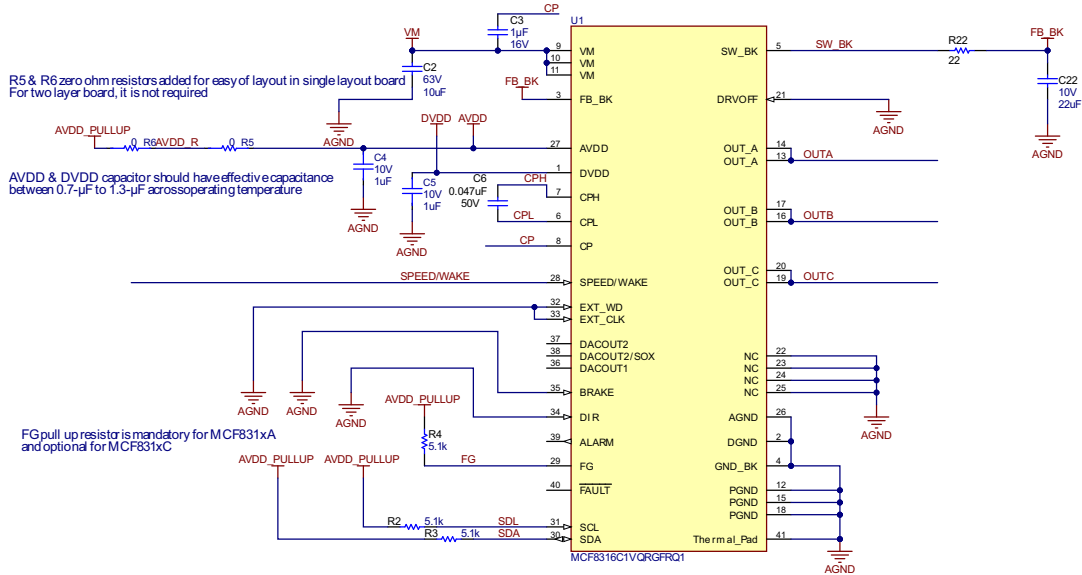 CP
U1
C3
1µF
16V
VM
9
VM
10
VM
11
VM
C2
63V
10uF
AGND
R5 & R6 zero ohm resistors added for easy of layout in single layout board
For two layer board, it is not required
FB_BK
3
FB_BK
AVDD_PULLUP
0
R6
AVDD_R
0
R5
DVDD
AVDD
27
AVDD
C4
10V
1uF
AGND
AVDD & DVDD capacitor should have effective capacitance
between 0.7-µF to 1.3-µF acrossoperating temperature
1
DVDD
C5
10V
1uF
AGND
C6
0.047uF
50V
CPH
7
CPH
CPL
6
CPL
CP
8
CP
SPEED/WAKE
28
SPEED/WAKE
32
EXT_WD
33
EXT_CLK
37
DACOUT2
38
DACOUT2/SOX
36
DACOUT1
AGND
AGND
AGND
35
BRAKE
34
DIR
39
ALARM
AVDD_PULLUP
R4
5.1k
FG
29
FG
FG pull up resistor is mandatory for MCF831xA
and optional for MCF831xC
AVDD_PULLUP
AVDD_PULLUP
40
FAULT
R2
5.1k
SDL
31
SCL
R3
5.1k
SDA
30
SDA
MCF8316C1VQRGFRQ1
SW_BK
5
SW_BK
R22
22
FB_BK
C22
10V
22uF
AGND
DRVOFF
21
AGND
OUT_A
14
OUT_A
13
OUTA
OUT_B
17
OUT_B
16
OUTB
OUT_C
20
OUT_C
19
OUTC
NC
22
NC
23
NC
24
NC
25
AGND
AGND
26
DGND
2
GND_BK
4
PGND
12
PGND
15
PGND
18
Thermal_Pad
41
AGND